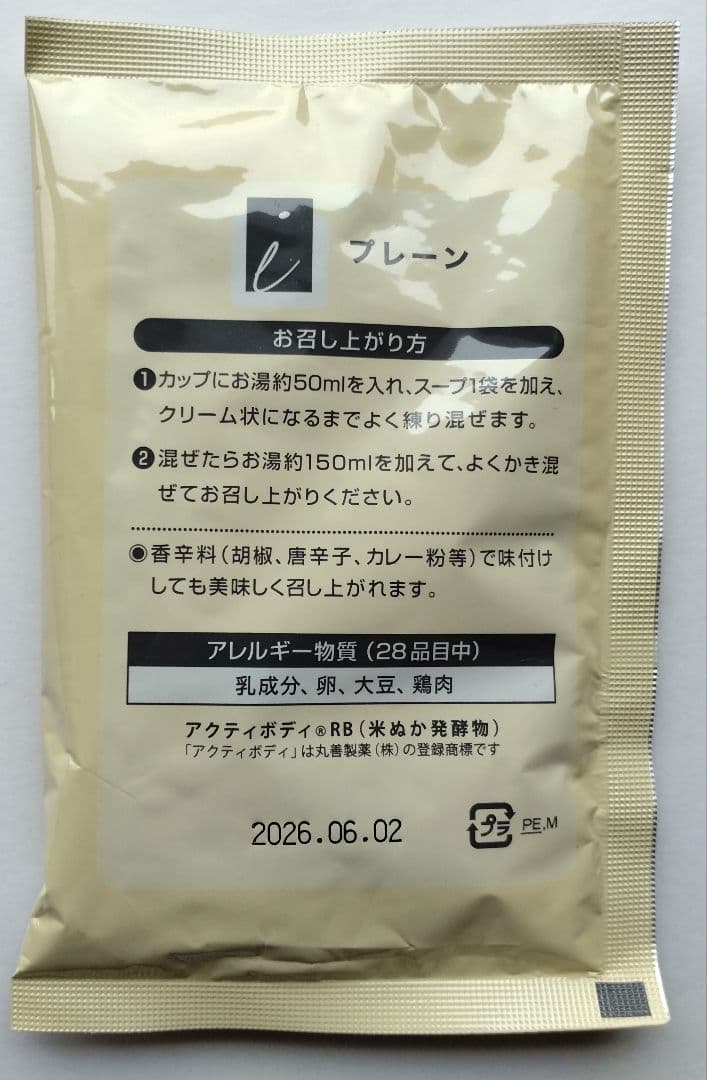 i
プレーン
お召し上がり方
❶カップにお湯約50mlを入れ、スープ1袋を加え、
クリーム状になるまでよく練り混ぜます。
❷混ぜたらお湯約150mlを加えて、よくかき混
ぜてお召し上がりください。
◉香辛料（胡椒、唐辛子、カレー粉等）で味付け
しても美味しく召し上がれます。
アレルギー物質（28品目中）
乳成分、卵、大豆、鶏肉
アクティボディ®RB（米ぬか発酵物）
「アクティボディ」は丸善製薬（株）の登録商標です
2026.06.02
プラ PE,M